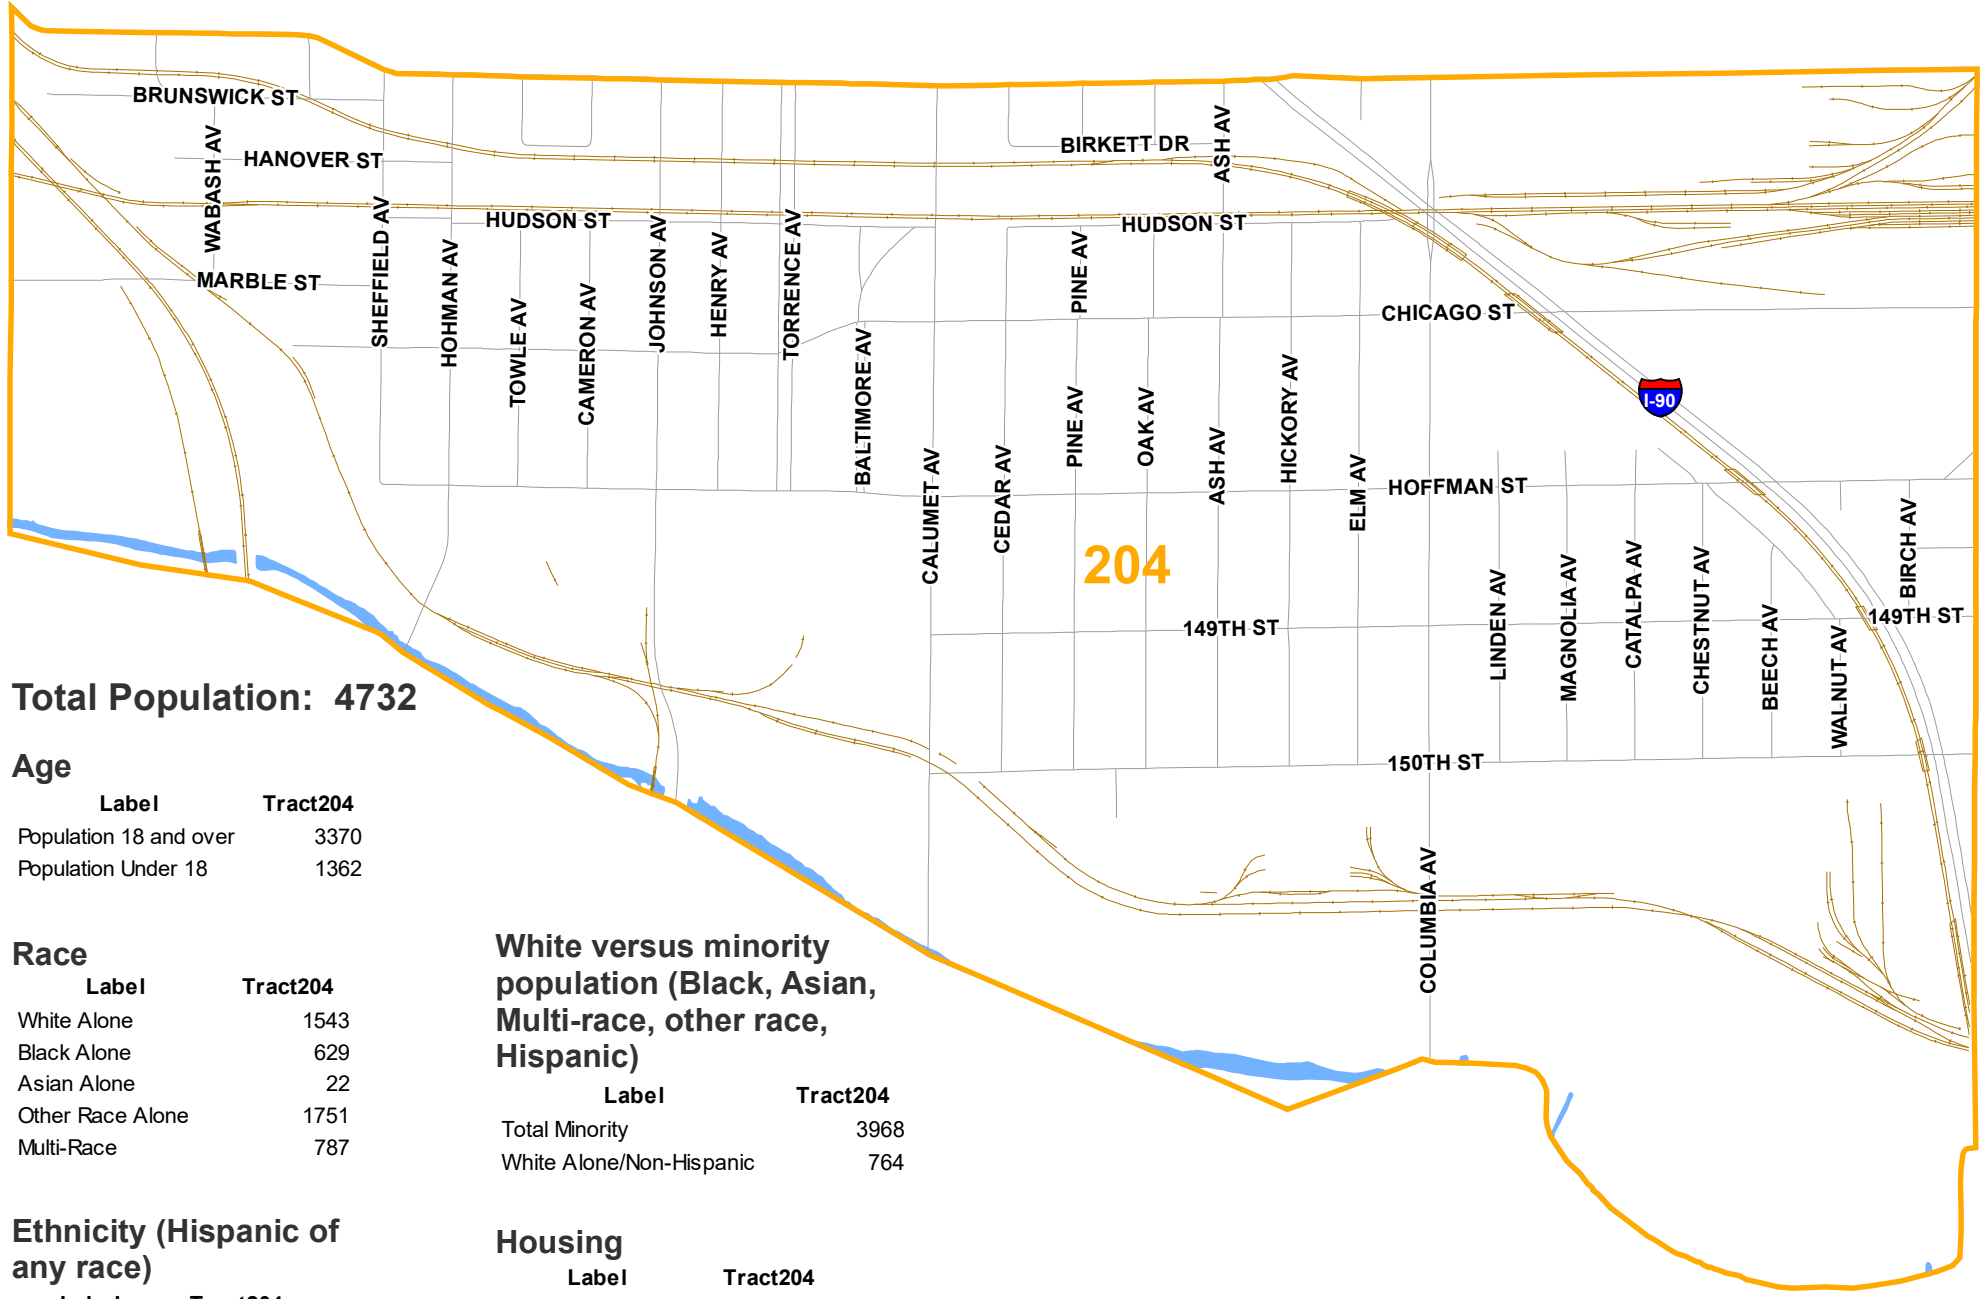 BRUNSWICK ST
HANOVER ST
WABASH AV
MARBLE ST
SHEFFIELD AV
HOHMAN AV
HUDSON ST
TOWLE AV
CAMERON AV
JOHNSON AV
HENRY AV
TORRENCE AV
BALTIMORE AV
CALUMET AV
CEDAR AV
BIRKETT DR
ASH AV
HUDSON ST
PINE AV
PINE AV
OAK AV
ASH AV
HICKORY AV
ELM AV
CHICAGO ST
I-90
HOFFMAN ST
204
149TH ST
LINDEN AV
MAGNOLIA AV
CATALPA AV
CHESTNUT AV
BEECH AV
WALNUT AV
BIRCH AV
149TH ST
150TH ST
COLUMBIA AV
Total Population: 4732
Age
Label Tract204
Population 18 and over 3370
Population Under 18 1362
Race
Label Tract204
White Alone 1543
Black Alone 629
Asian Alone 22
Other Race Alone 1751
Multi-Race 787
White versus minority
population (Black, Asian,
Multi-race, other race,
Hispanic)
Label Tract204
Total Minority 3968
White Alone/Non-Hispanic 764
Ethnicity (Hispanic of
any race)
Housing
Label Tract204